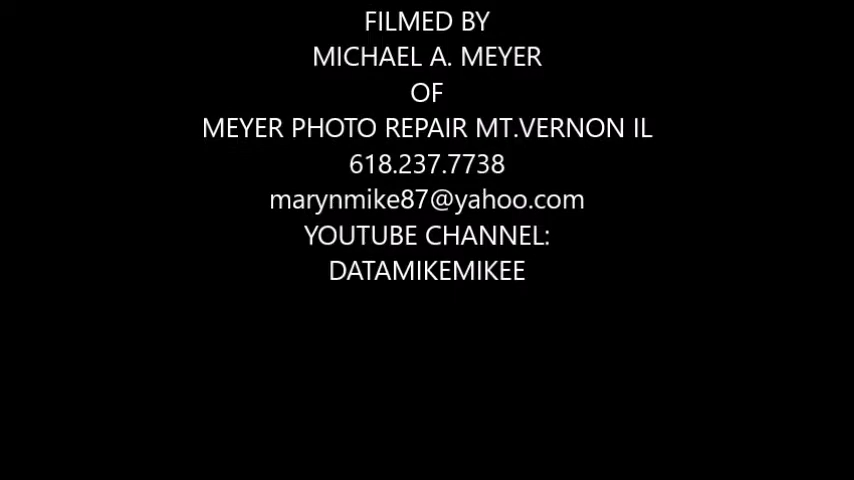 FILMED BY
MICHAEL A. MEYER
OF
MEYER PHOTO REPAIR MT.VERNON IL
618.237.7738
marynmike87@yahoo.com
YOUTUBE CHANNEL:
DATAMIKEMIKEE